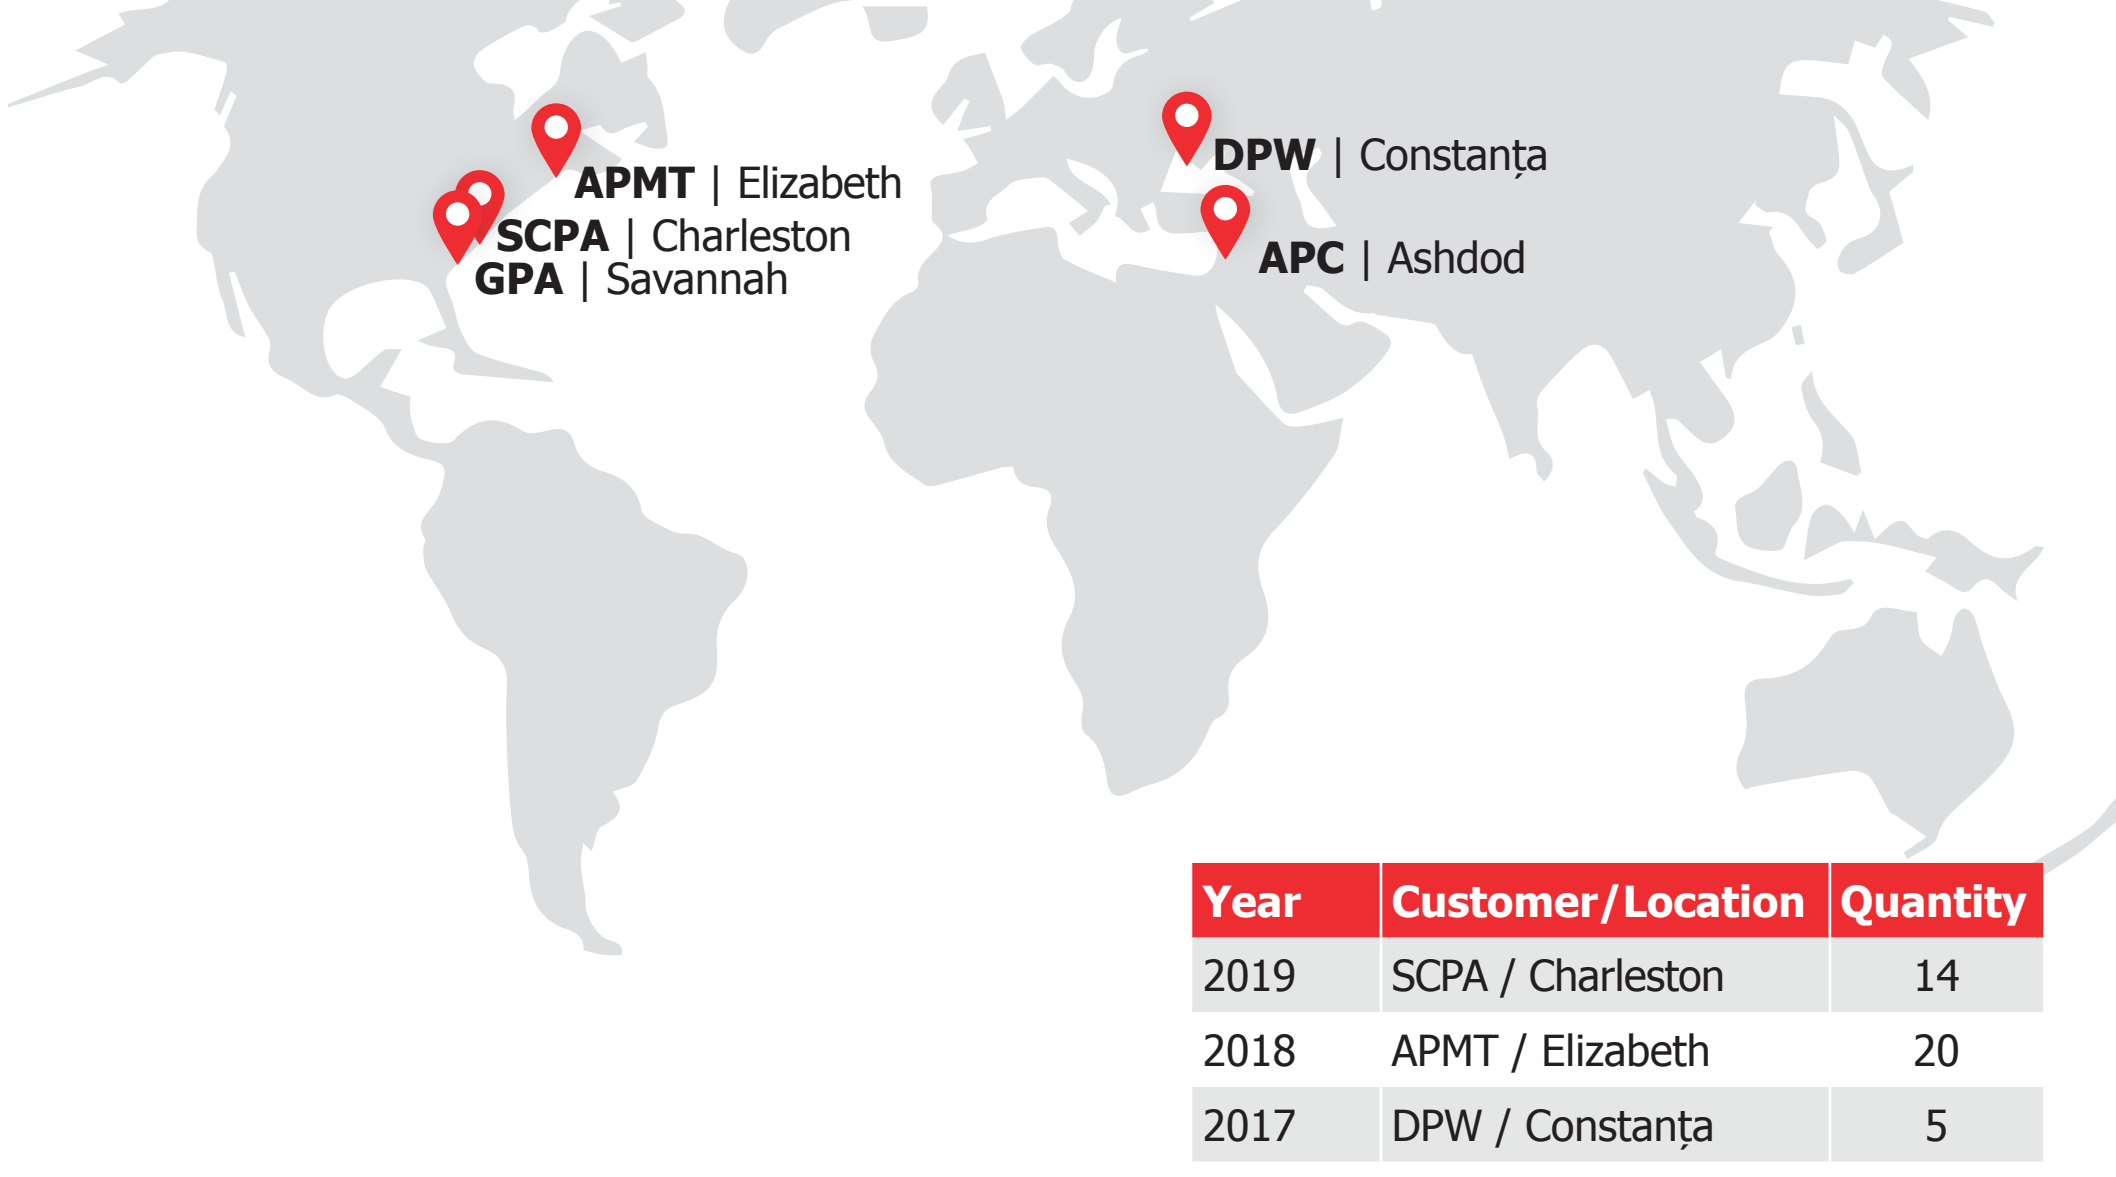 DPW | Constanța
APMT | Elizabeth
SCPA | Charleston
APC | Ashdod
GPA | Savannah
Year Customer/Location Quantity
2019 SCPA / Charleston 14
2018 APMT / Elizabeth 20
2017 DPW / Constanța 5